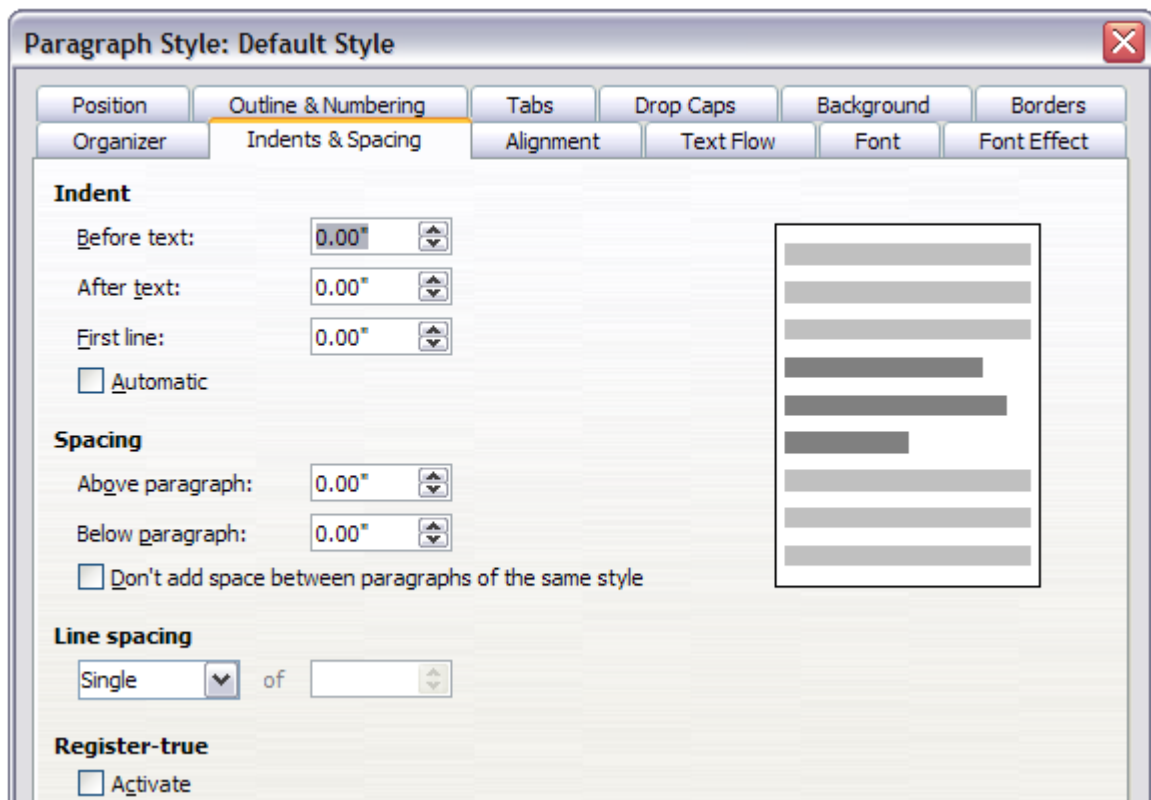 Paragraph Style: Default Style
Position Outline & Numbering Tabs Drop Caps Background Borders
Organizer Indents & Spacing Alignment Text Flow Font Font Effect
Indent
Before text: 0.00"
After text: 0.00"
First line: 0.00"
Automatic
Spacing
Above paragraph: 0.00"
Below paragraph: 0.00"
Don't add space between paragraphs of the same style
Line spacing
Single of
Register-true
Activate